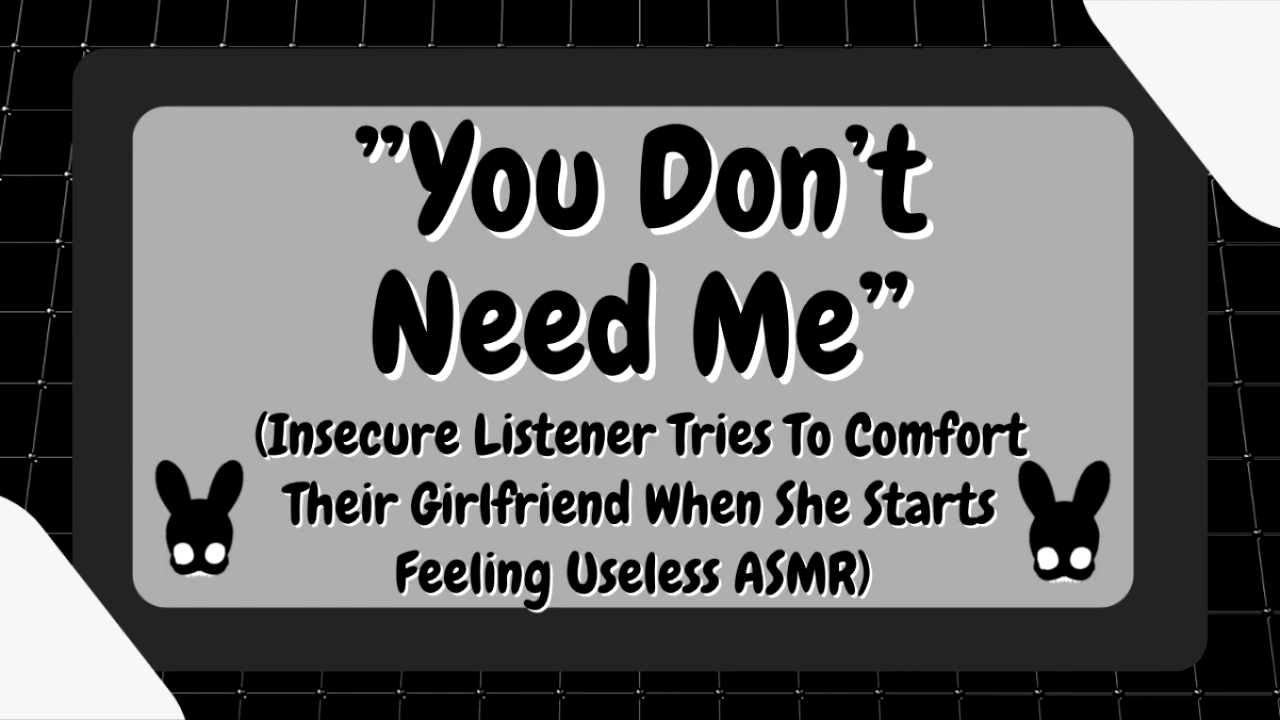 ”You Don’t
Need Me”
(Insecure Listener Tries To Comfort
Their Girlfriend When She Starts
Feeling Useless ASMR)